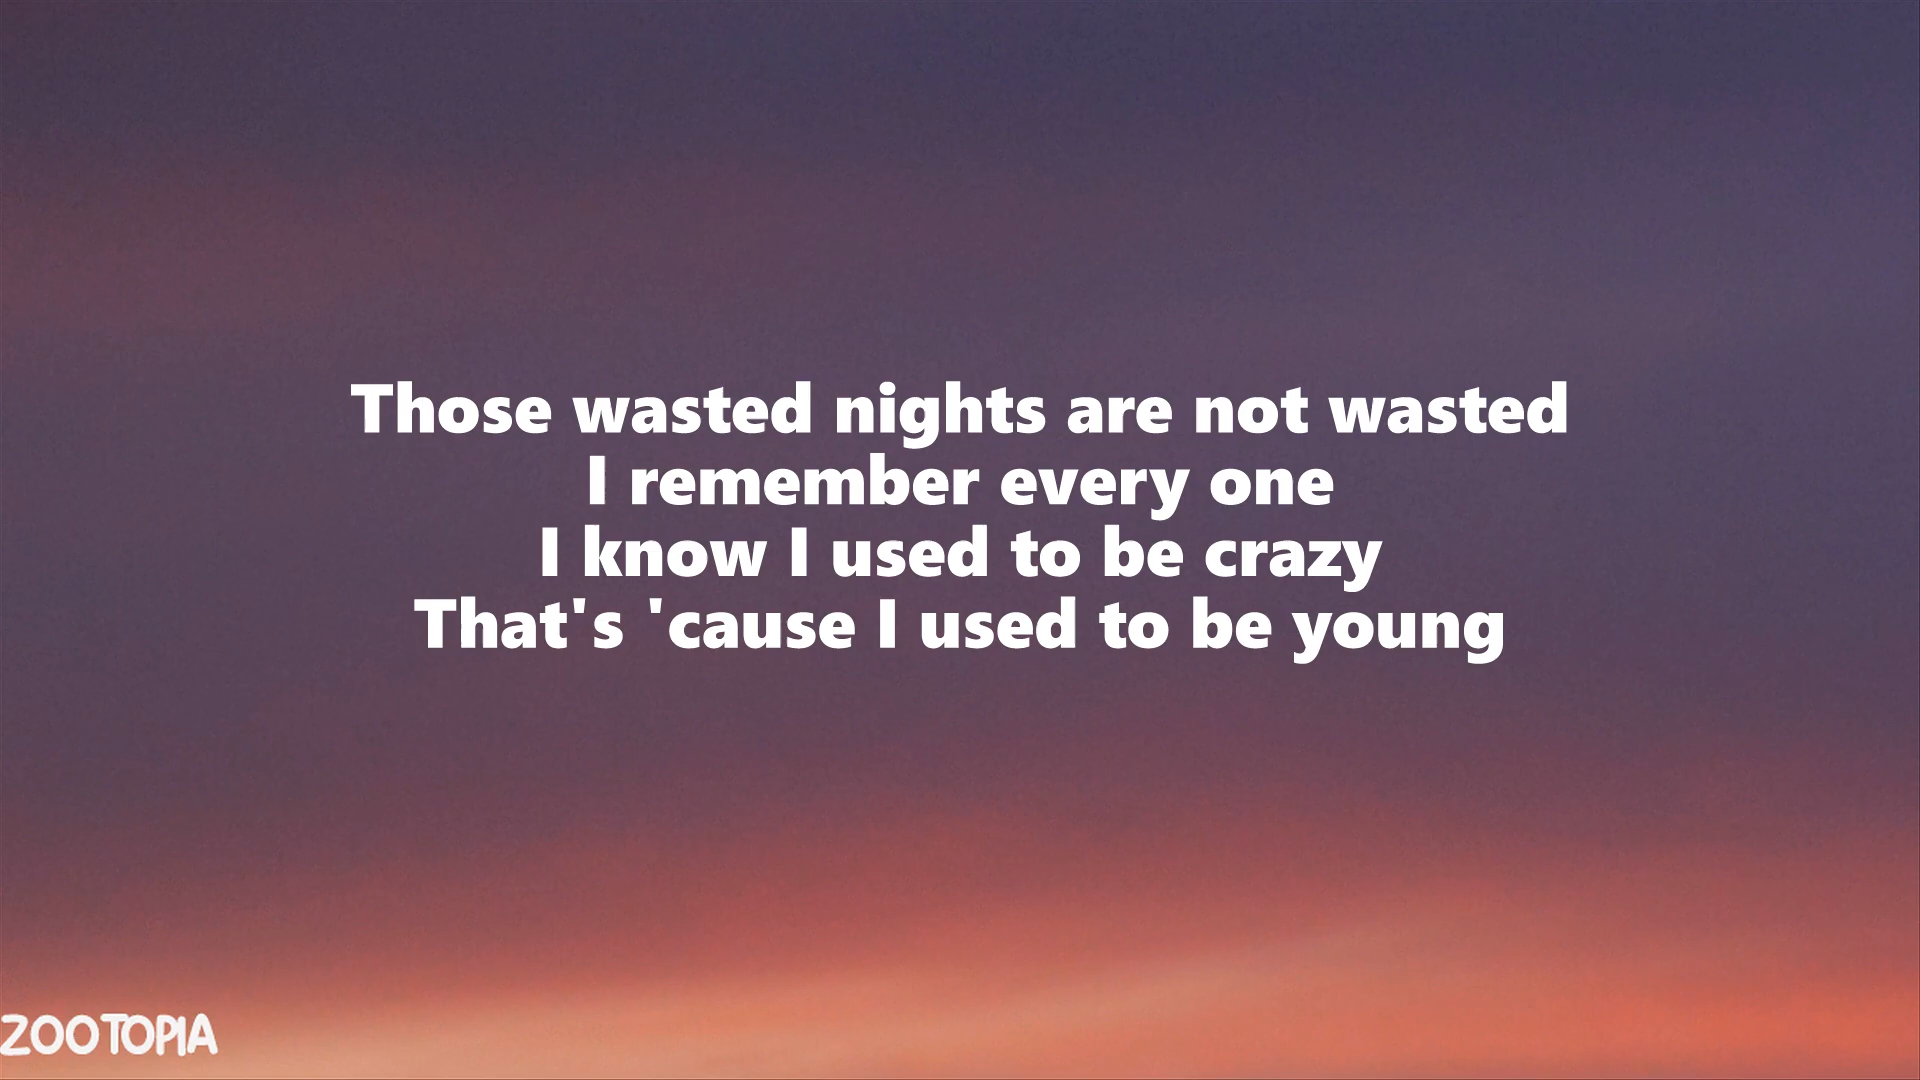 Those wasted nights are not wasted
I remember every one
I know I used to be crazy
That's 'cause I used to be young
ZOOTOPIA